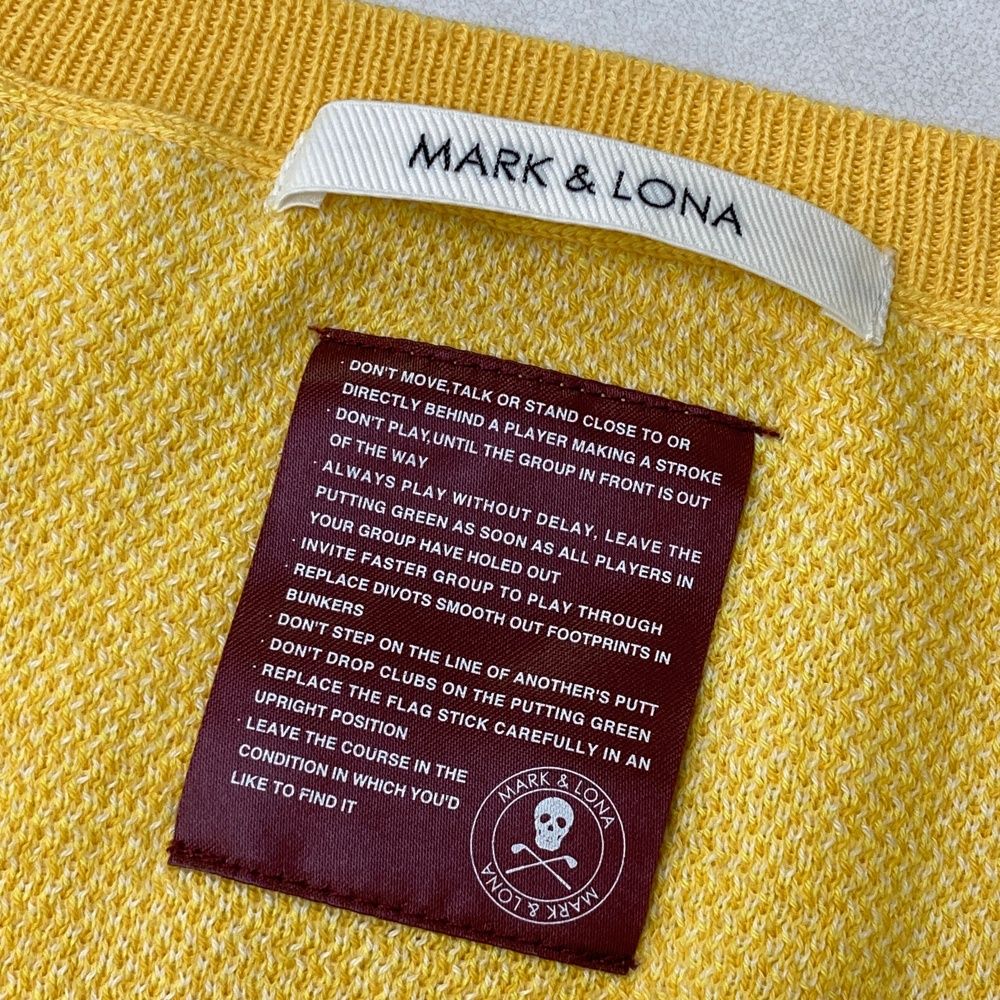 MARK & LONA
· DON'T MOVE,TALK OR STAND CLOSE TO OR
DIRECTLY BEHIND A PLAYER MAKING A STROKE
· DON'T PLAY,UNTIL THE GROUP IN FRONT IS OUT
OF THE WAY
· ALWAYS PLAY WITHOUT DELAY, LEAVE THE
PUTTING GREEN AS SOON AS ALL PLAYERS IN
YOUR GROUP HAVE HOLED OUT
· INVITE FASTER GROUP TO PLAY THROUGH
· REPLACE DIVOTS SMOOTH OUT FOOTPRINTS IN
BUNKERS
· DON'T STEP ON THE LINE OF ANOTHER'S PUTT
· DON'T DROP CLUBS ON THE PUTTING GREEN
· REPLACE THE FLAG STICK CAREFULLY IN AN
UPRIGHT POSITION
· LEAVE THE COURSE IN THE
CONDITION IN WHICH YOU'D
LIKE TO FIND IT
MARK & LONA
MARK & LONA